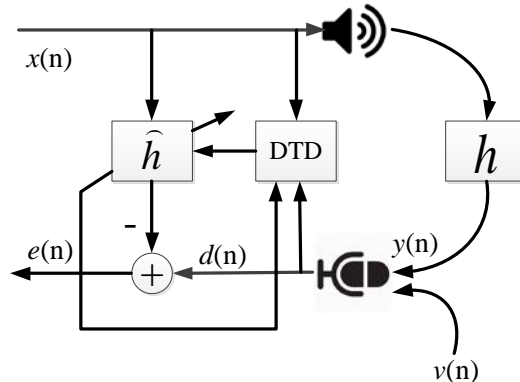 x(n)
ĥ
DTD
h
-
e(n)
+
d(n)
y(n)
v(n)